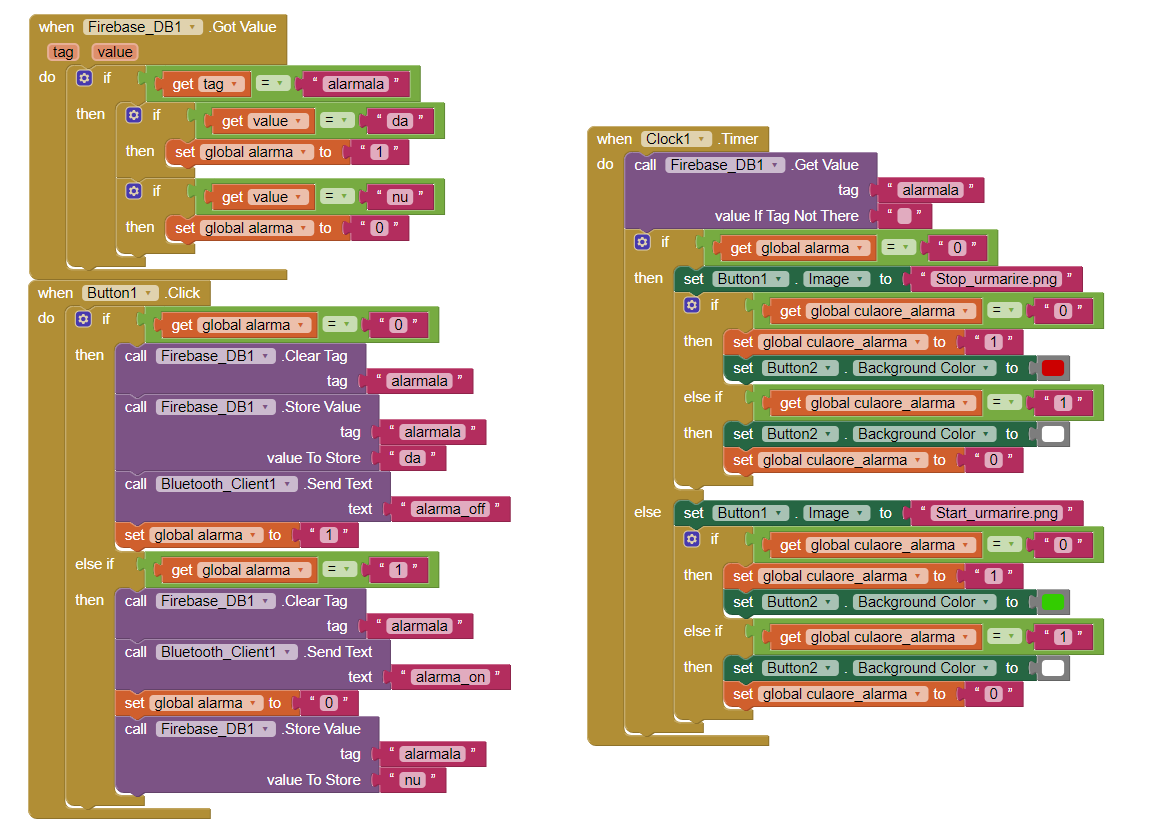 when Firebase_DB1 .Got Value
tag value
do if get tag = “ alarmala ”
then if get value = “ da ”
then set global alarma to “ 1 ”
if get value = “ nu ”
then set global alarma to “ 0 ”
when Button1 .Click
do if get global alarma = “ 0 ”
then call Firebase_DB1 .Clear Tag
tag “ alarmala ”
call Firebase_DB1 .Store Value
tag “ alarmala ”
value To Store “ da ”
call Bluetooth_Client1 .Send Text
text “ alarma_off ”
set global alarma to “ 1 ”
else if get global alarma = “ 1 ”
then call Firebase_DB1 .Clear Tag
tag “ alarmala ”
call Bluetooth_Client1 .Send Text
text “ alarma_on ”
set global alarma to “ 0 ”
call Firebase_DB1 .Store Value
tag “ alarmala ”
value To Store “ nu ”
when Clock1 .Timer
do call Firebase_DB1 .Get Value
tag “ alarmala ”
value If Tag Not There “ ”
if get global alarma = “ 0 ”
then set Button1 . Image to “ Stop_urmarire.png ”
if get global culaore_alarma = “ 0 ”
then set global culaore_alarma to “ 1 ”
set Button2 . Background Color to
else if get global culaore_alarma = “ 1 ”
then set Button2 . Background Color to
set global culaore_alarma to “ 0 ”
else set Button1 . Image to “ Start_urmarire.png ”
if get global culaore_alarma = “ 0 ”
then set global culaore_alarma to “ 1 ”
set Button2 . Background Color to
else if get global culaore_alarma = “ 1 ”
then set Button2 . Background Color to
set global culaore_alarma to “ 0 ”